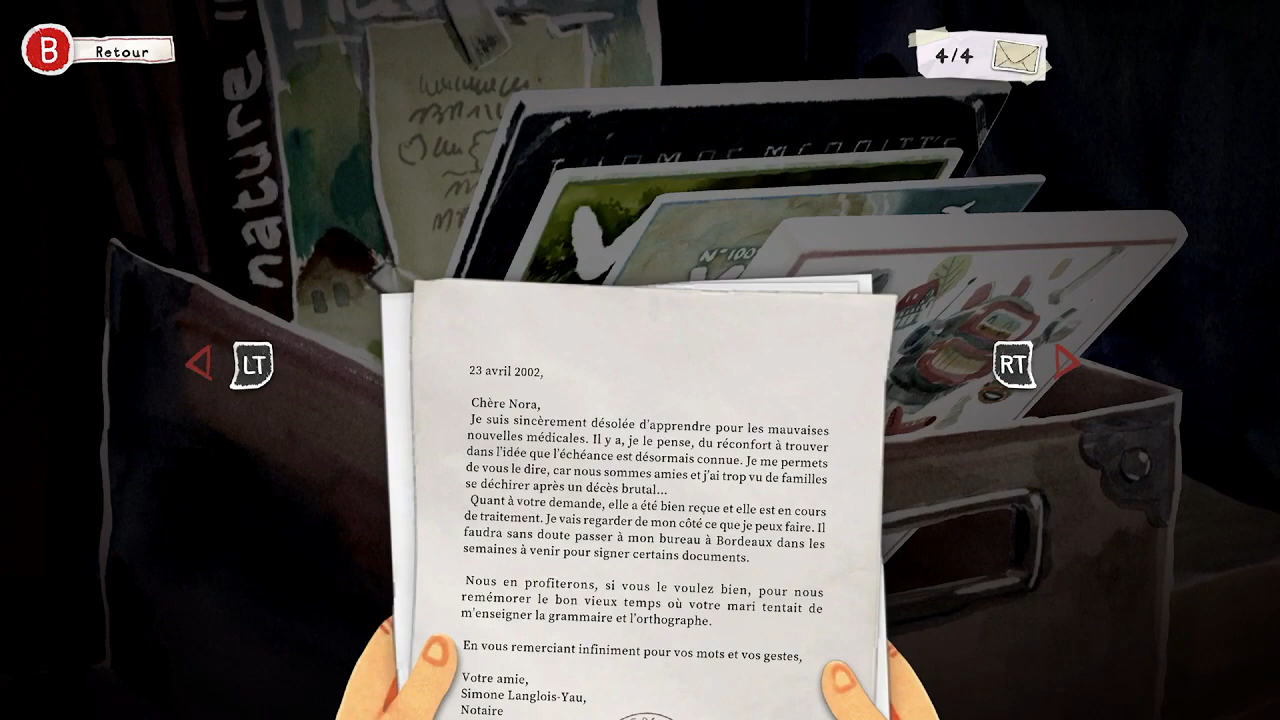 B Retour
4/4
nature
N°100
LT
RT
23 avril 2002,
Chère Nora,
Je suis sincèrement désolée d'apprendre pour les mauvaises
nouvelles médicales. Il y a, je le pense, du réconfort à trouver
dans l'idée que l'échéance est désormais connue. Je me permets
de vous le dire, car nous sommes amies et j'ai trop vu de familles
se déchirer après un décès brutal...
Quant à votre demande, elle a été bien reçue et elle est en cours
de traitement. Je vais regarder de mon côté ce que je peux faire. Il
faudra sans doute passer à mon bureau à Bordeaux dans les
semaines à venir pour signer certains documents.
Nous en profiterons, si vous le voulez bien, pour nous
remémorer le bon vieux temps où votre mari tentait de
m'enseigner la grammaire et l'orthographe.
En vous remerciant infiniment pour vos mots et vos gestes,
Votre amie,
Simone Langlois-Yau,
Notaire